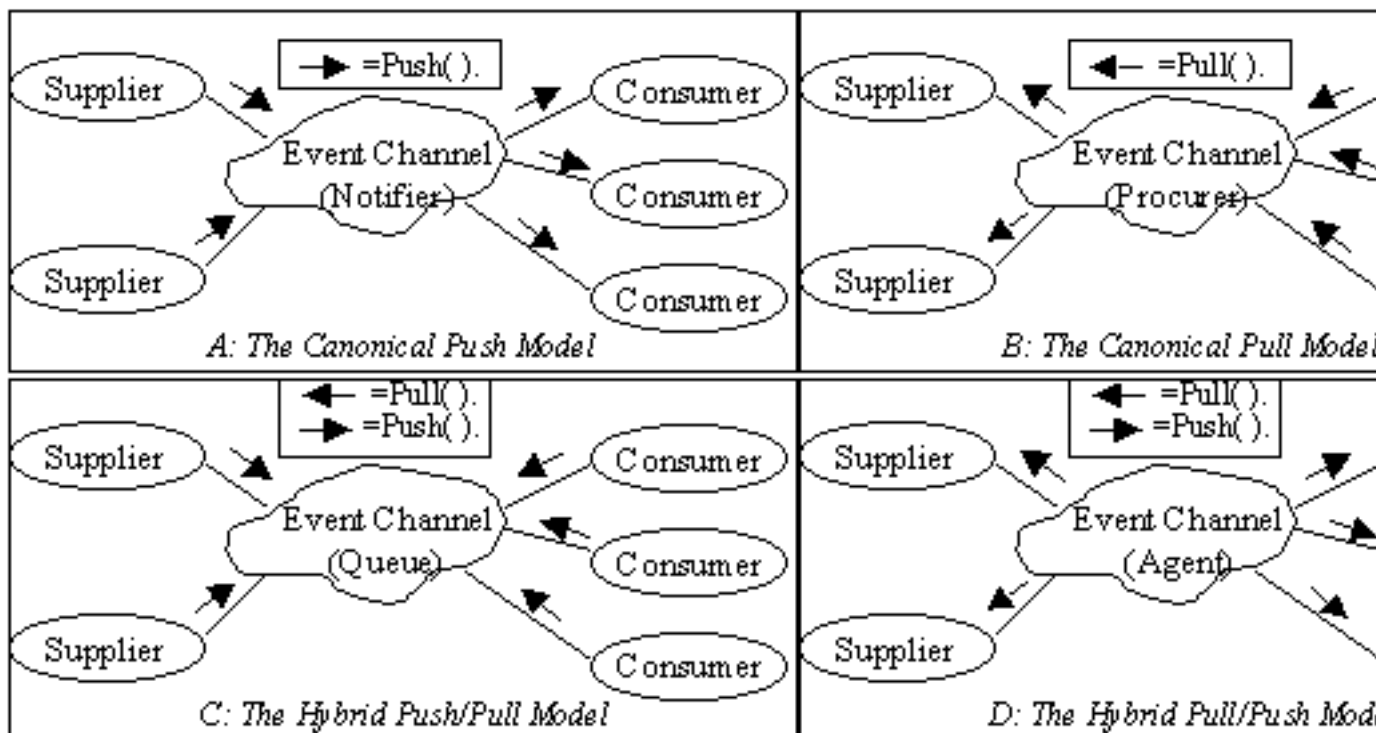 =Push( ).
Supplier
Consumer
Event Channel
(Notifier)
Consumer
Supplier
Consumer
A: The Canonical Push Model
=Pull( ).
Supplier
Event Channel
(Procurer)
Supplier
B: The Canonical Pull Model
=Pull( ).
=Push( ).
Supplier
Consumer
Event Channel
(Queue)
Consumer
Supplier
Consumer
C: The Hybrid Push/Pull Model
=Pull( ).
=Push( ).
Supplier
Event Channel
(Agent)
Supplier
D: The Hybrid Pull/Push